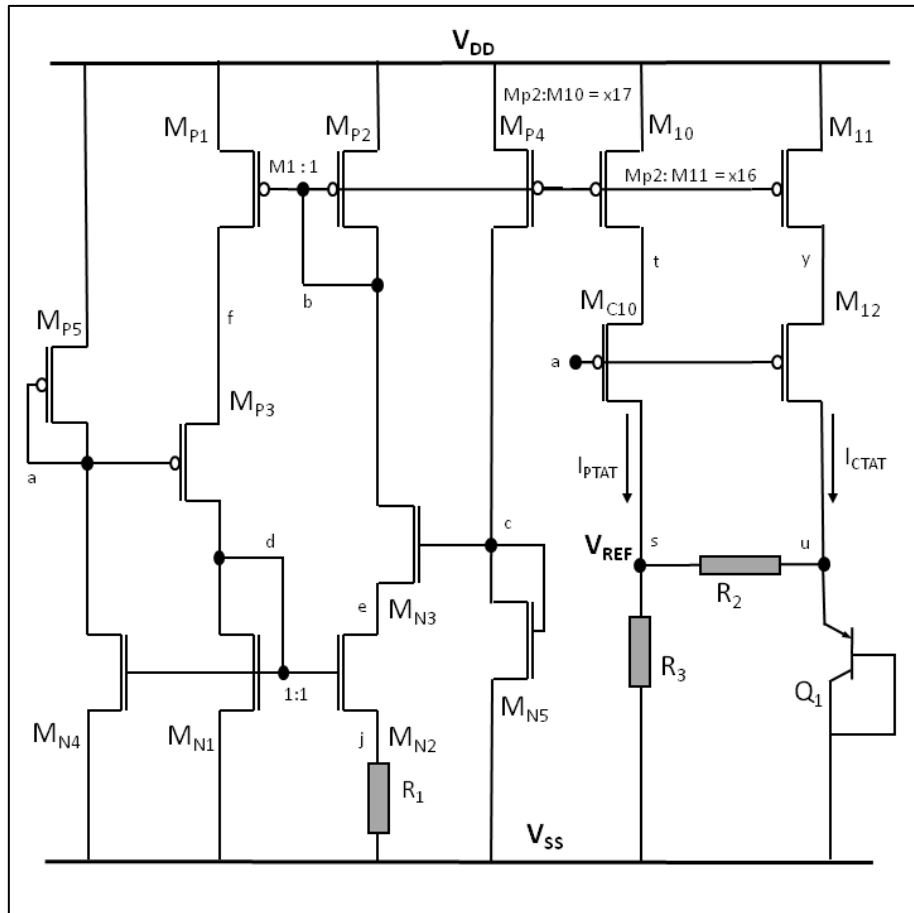 VDD
Mp2:M10 = x17
MP1
MP2
MP4
M10
M11
M1 : 1
Mp2: M11 = x16
t
y
b
f
MC10
M12
MP5
a
MP3
IPTAT
ICTAT
a
d
c
VREF
s
u
e
MN3
R2
1:1
R3
MN5
Q1
MN4
MN1
j
MN2
R1
VSS